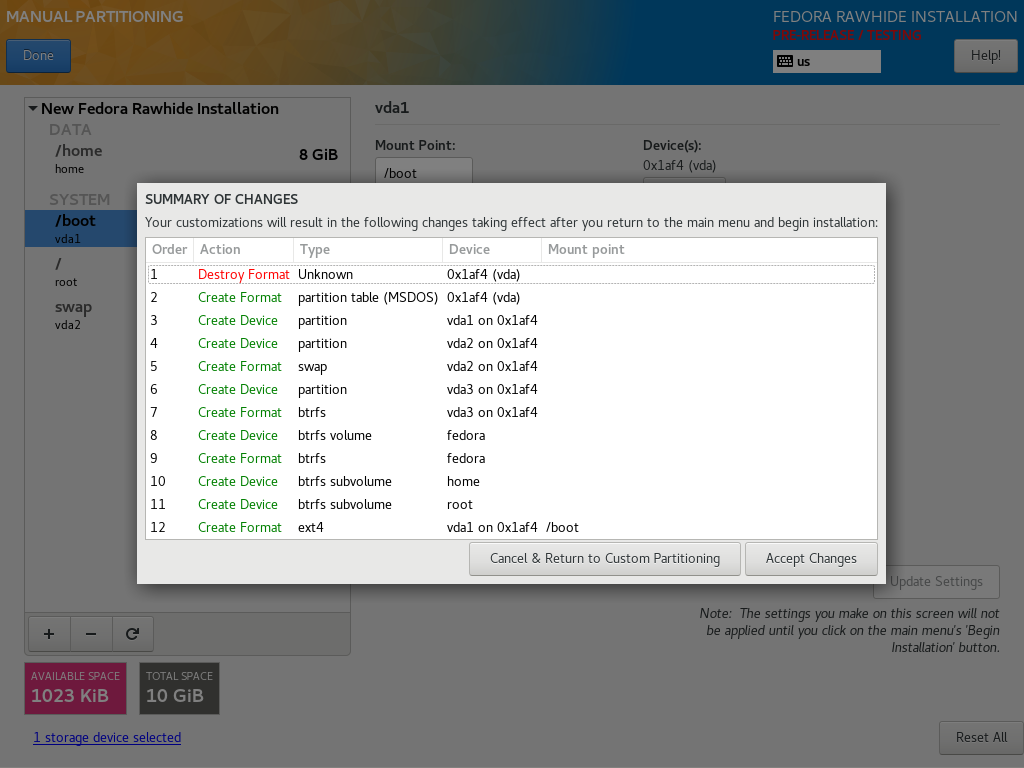 MANUAL PARTITIONING
FEDORA RAWHIDE INSTALLATION
PRE-RELEASE / TESTING
Done
us
Help!
New Fedora Rawhide Installation
DATA
/home
home
8 GiB
SYSTEM
/boot
vda1
/
root
swap
vda2
vda1
Mount Point:
/boot
Device(s):
0x1af4 (vda)
SUMMARY OF CHANGES
Your customizations will result in the following changes taking effect after you return to the main menu and begin installation:
Order Action Type Device Mount point
1 Destroy Format Unknown 0x1af4 (vda)
2 Create Format partition table (MSDOS) 0x1af4 (vda)
3 Create Device partition vda1 on 0x1af4
4 Create Device partition vda2 on 0x1af4
5 Create Format swap vda2 on 0x1af4
6 Create Device partition vda3 on 0x1af4
7 Create Format btrfs vda3 on 0x1af4
8 Create Device btrfs volume fedora
9 Create Format btrfs fedora
10 Create Device btrfs subvolume home
11 Create Device btrfs subvolume root
12 Create Format ext4 vda1 on 0x1af4 /boot
Cancel & Return to Custom Partitioning
Accept Changes
Update Settings
Note: The settings you make on this screen will not
be applied until you click on the main menu's 'Begin
Installation' button.
AVAILABLE SPACE
1023 KiB
TOTAL SPACE
10 GiB
1 storage device selected
Reset All